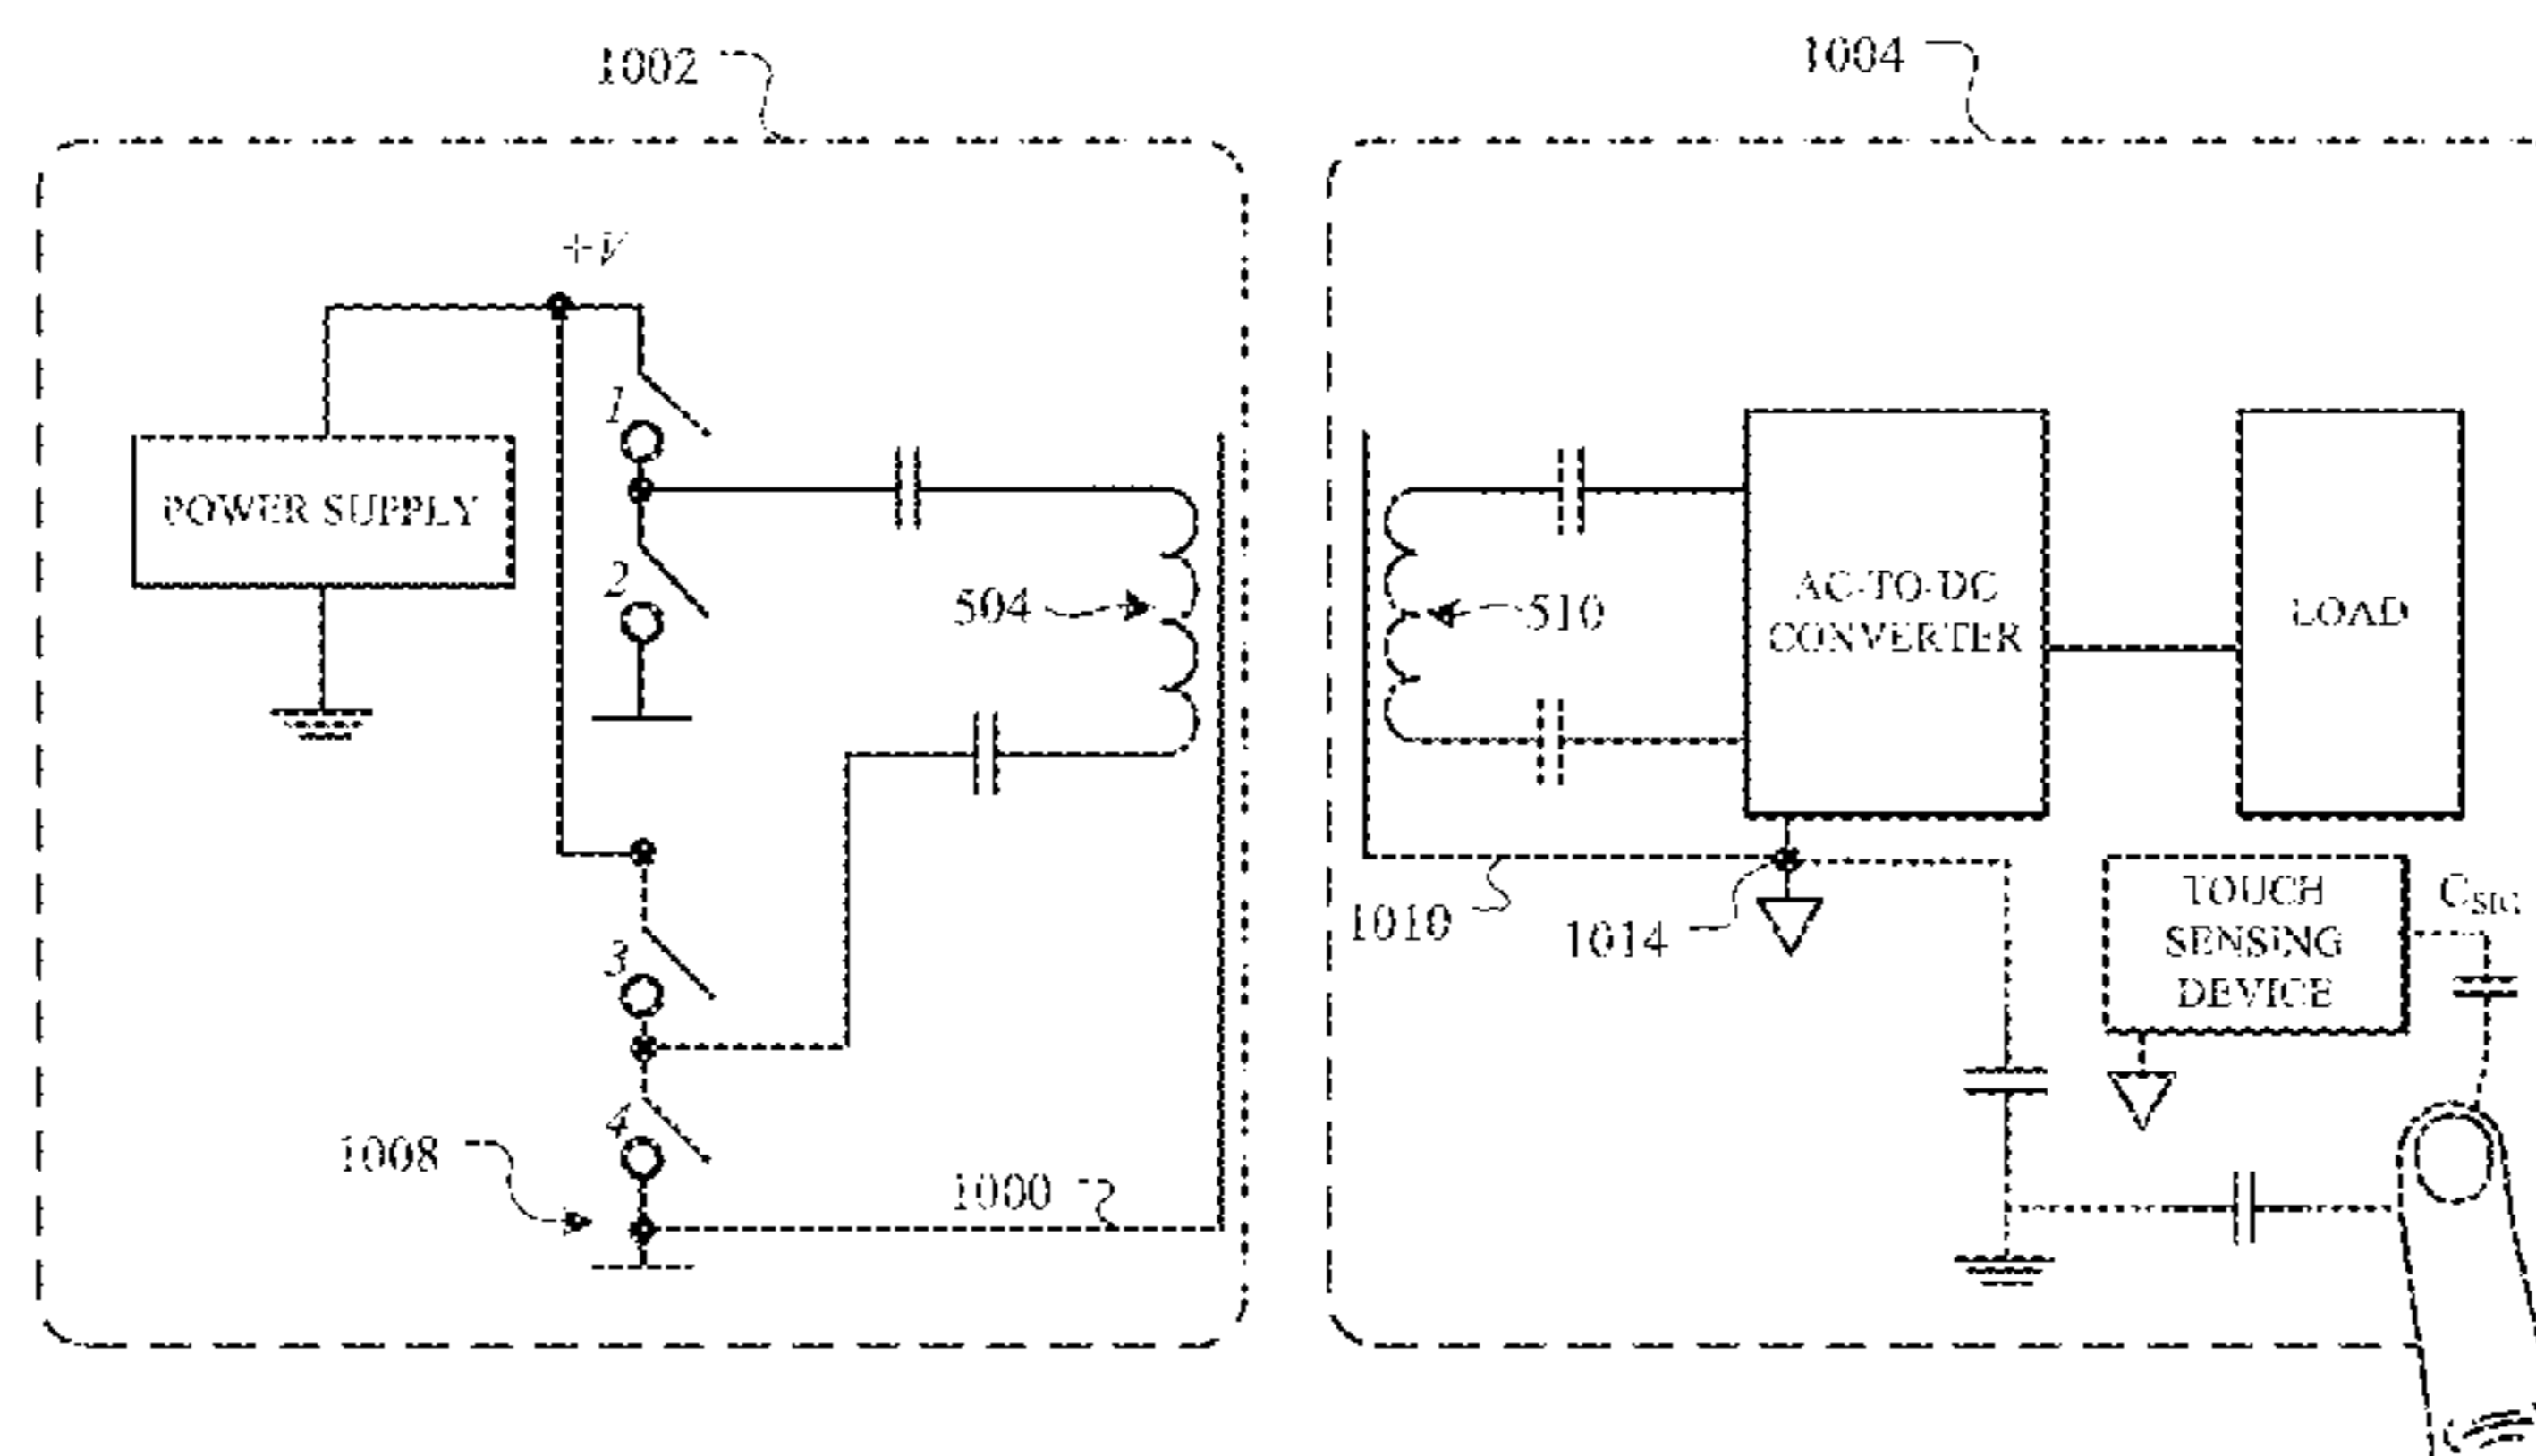 1002
1004
+V
1
POWER SUPPLY
2
504
510
AC-TO-DC
CONVERTER
LOAD
3
1010
1014
TOUCH
SENSING
DEVICE
CSIG
4
1008
1000